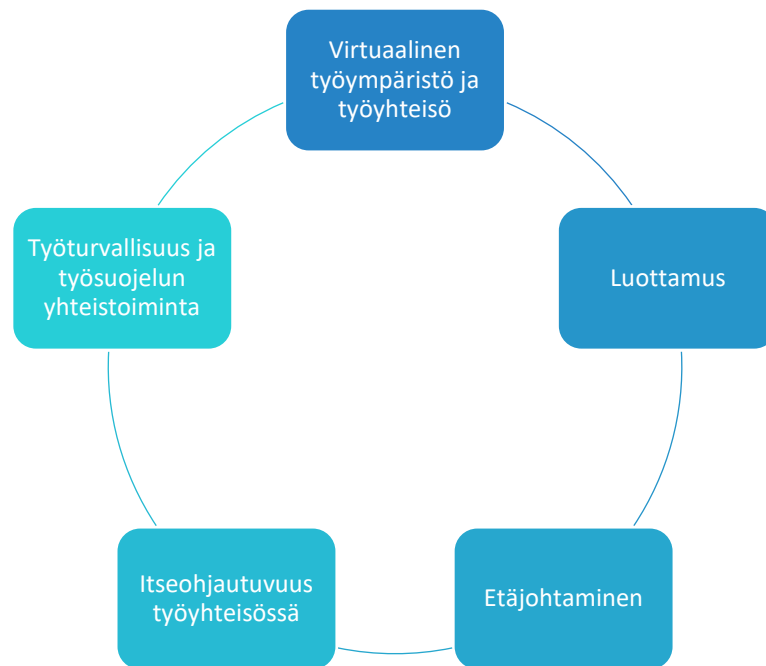 Virtuaalinen
työympäristö ja
työyhteisö
Luottamus
Etäjohtaminen
Itseohjautuvuus
työyhteisössä
Työturvallisuus ja
työsuojelun
yhteistoiminta